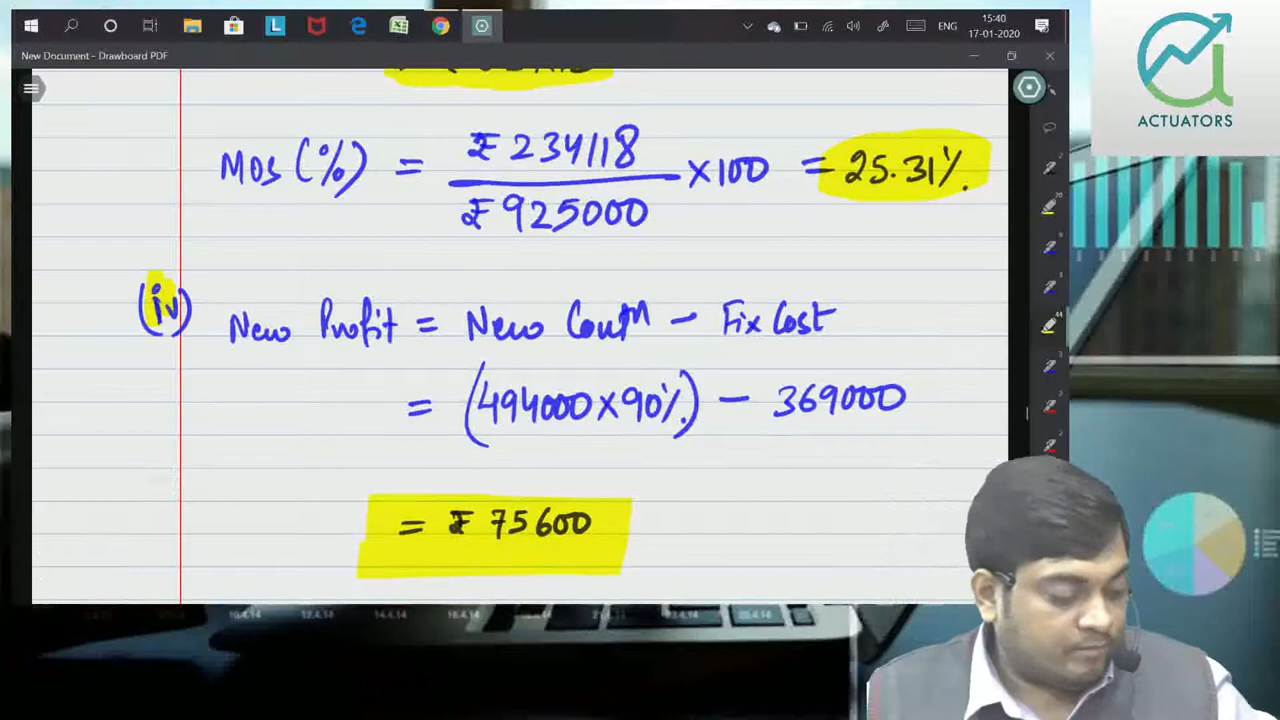 15:40
ENG
17-01-2020
New Document - Drawboard PDF
ACTUATORS
MOS (%) = ₹ 234118 / ₹ 925000 × 100 = 25.31%
(iv) New Profit = New Contn - Fix Cost
= (494000 × 90%) - 369000
= ₹ 75600